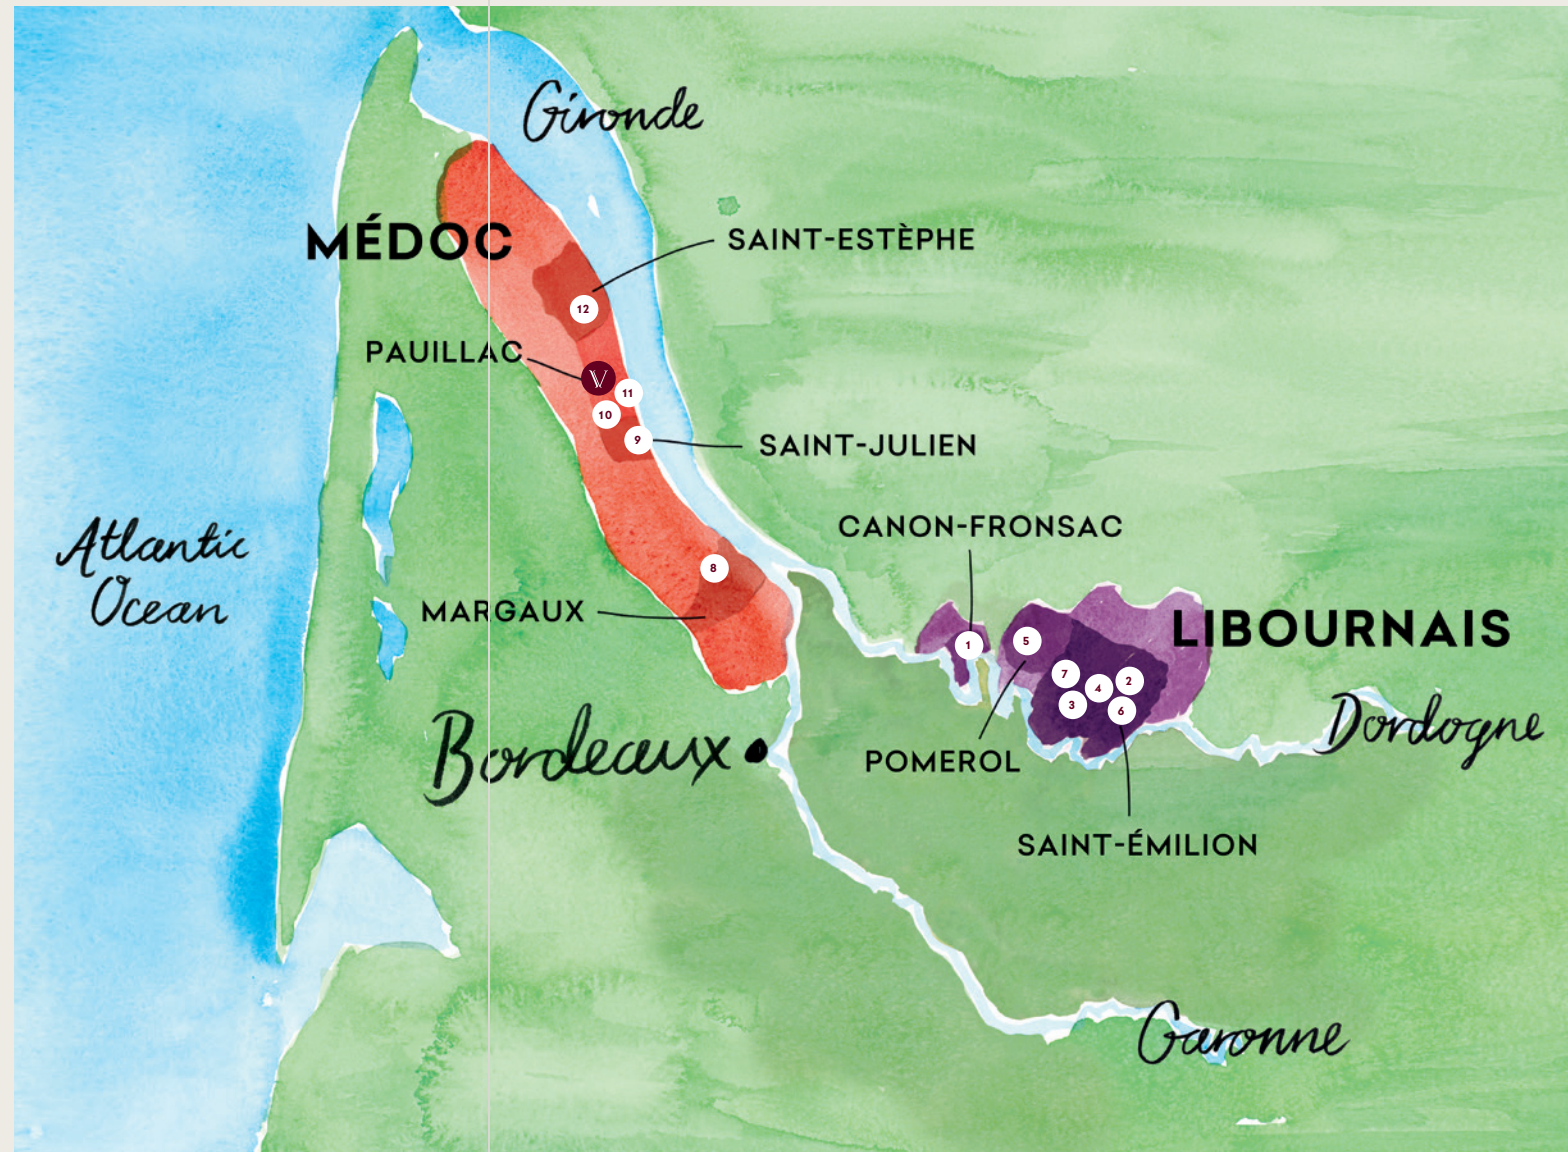 Gironde
MÉDOC
SAINT-ESTÈPHE
12
PAUILLAC
V
11
10
9
SAINT-JULIEN
CANON-FRONSAC
Atlantic
Ocean
8
MARGAUX
LIBOURNAIS
1
5
7
2
4
3
6
Dordogne
Bordeaux
POMEROL
SAINT-ÉMILION
Garonne